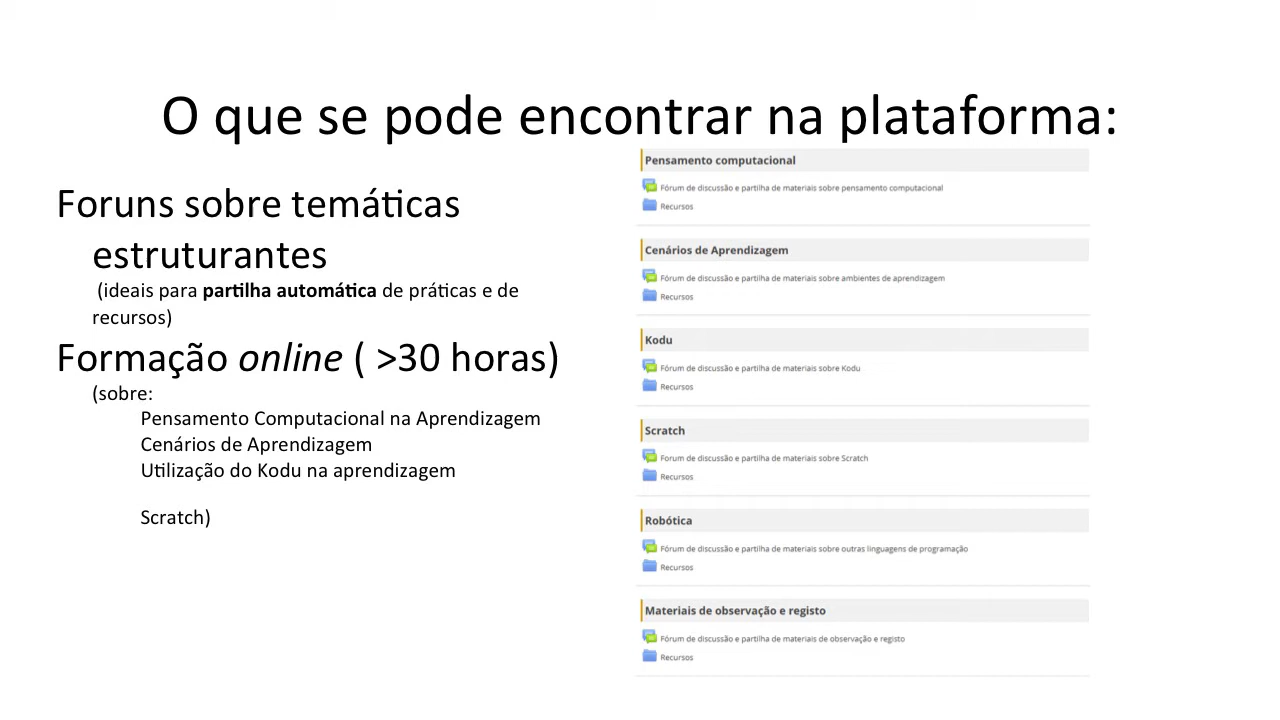 O que se pode encontrar na plataforma:
Foruns sobre temáticas
estruturantes
(ideais para partilha automática de práticas e de
recursos)
Formação online ( >30 horas)
(sobre:
Pensamento Computacional na Aprendizagem
Cenários de Aprendizagem
Utilização do Kodu na aprendizagem
Scratch)
Pensamento computacional
Fórum de discussão e partilha de materiais sobre pensamento computacional
Recursos
Cenários de Aprendizagem
Fórum de discussão e partilha de materiais sobre ambientes de aprendizagem
Recursos
Kodu
Fórum de discussão e partilha de materiais sobre Kodu
Recursos
Scratch
Forum de discussão e partilha de materiais sobre Scratch
Recursos
Robótica
Fórum de discussão e partilha de materiais sobre outras linguagens de programação
Recursos
Materiais de observação e registo
Fórum de discussão e partilha de materiais de observação e registo
Recursos